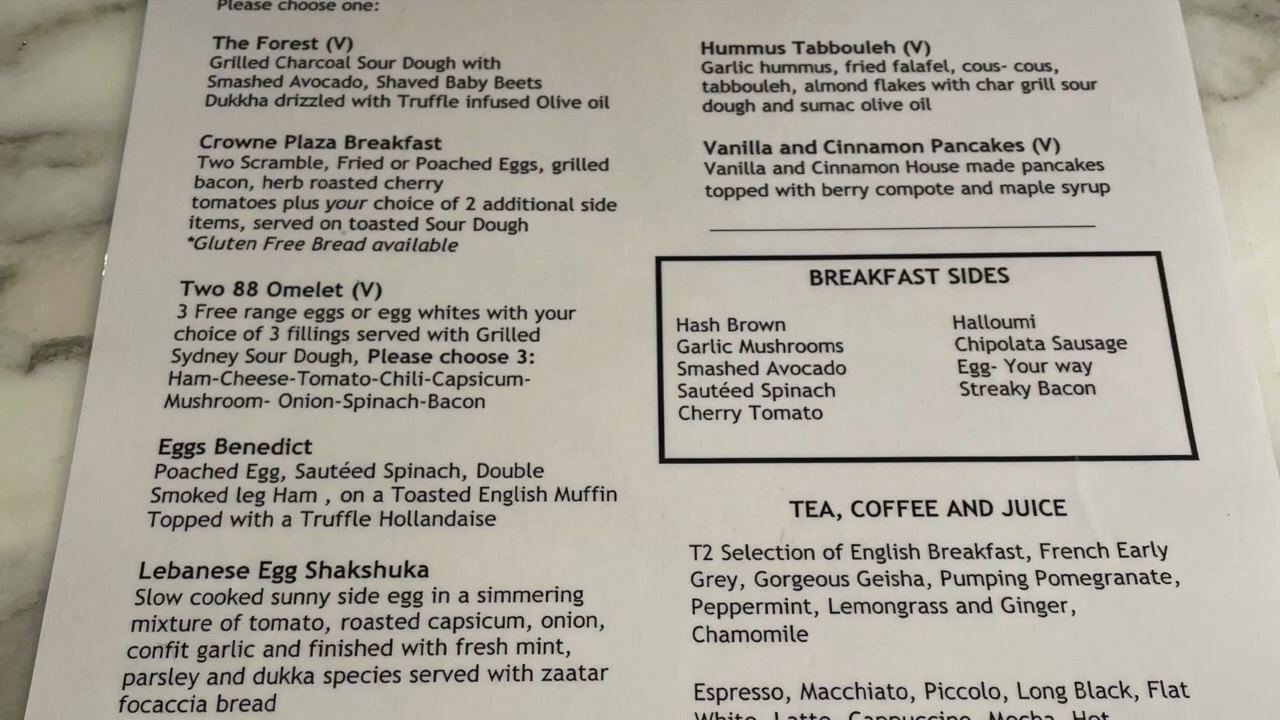 Please choose one:
The Forest (V)
Grilled Charcoal Sour Dough with
Smashed Avocado, Shaved Baby Beets
Dukkha drizzled with Truffle infused Olive oil
Crowne Plaza Breakfast
Two Scramble, Fried or Poached Eggs, grilled
bacon, herb roasted cherry
tomatoes plus your choice of 2 additional side
items, served on toasted Sour Dough
*Gluten Free Bread available
Two 88 Omelet (V)
3 Free range eggs or egg whites with your
choice of 3 fillings served with Grilled
Sydney Sour Dough, Please choose 3:
Ham-Cheese-Tomato-Chili-Capsicum-
Mushroom- Onion-Spinach-Bacon
Eggs Benedict
Poached Egg, Sautéed Spinach, Double
Smoked leg Ham , on a Toasted English Muffin
Topped with a Truffle Hollandaise
Lebanese Egg Shakshuka
Slow cooked sunny side egg in a simmering
mixture of tomato, roasted capsicum, onion,
confit garlic and finished with fresh mint,
parsley and dukka species served with zaatar
focaccia bread
Hummus Tabbouleh (V)
Garlic hummus, fried falafel, cous- cous,
tabbouleh, almond flakes with char grill sour
dough and sumac olive oil
Vanilla and Cinnamon Pancakes (V)
Vanilla and Cinnamon House made pancakes
topped with berry compote and maple syrup
BREAKFAST SIDES
Hash Brown
Garlic Mushrooms
Smashed Avocado
Sautéed Spinach
Cherry Tomato
Halloumi
Chipolata Sausage
Egg- Your way
Streaky Bacon
TEA, COFFEE AND JUICE
T2 Selection of English Breakfast, French Early
Grey, Gorgeous Geisha, Pumping Pomegranate,
Peppermint, Lemongrass and Ginger,
Chamomile
Espresso, Macchiato, Piccolo, Long Black, Flat
White, Latte, Cappuccino, Mocha, Hot